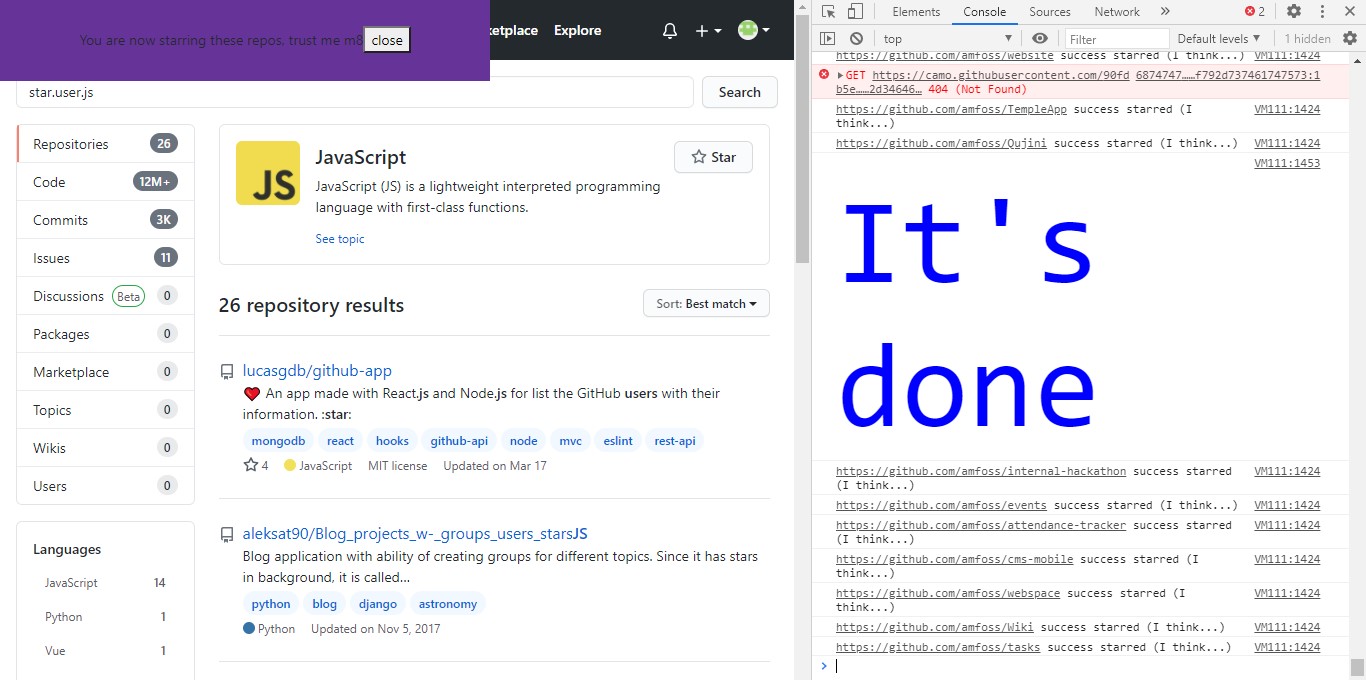 You are now starring these repos. trust me m8 close
ketplace Explore
star.user.js
Search
Repositories 26
Code 12M+
Commits 3K
Issues 11
Discussions Beta 0
Packages 0
Marketplace 0
Topics 0
Wikis 0
Users 0
Languages
JavaScript 14
Python 1
Vue 1
JS
JavaScript
Star
JavaScript (JS) is a lightweight interpreted programming
language with first-class functions.
See topic
26 repository results
Sort: Best match
lucasgdb/github-app
An app made with React.js and Node.js for list the GitHub users with their
information. :star:
mongodb react hooks github-api node mvc eslint rest-api
4 JavaScript MIT license Updated on Mar 17
aleksat90/Blog_projects_w-_groups_users_starsJS
Blog application with ability of creating groups for different topics. Since it has stars
in background, it is called...
python blog django astronomy
Python Updated on Nov 5, 2017
Elements Console Sources Network » 2
top Filter Default levels 1 hidden
https://github.com/amfoss/website success starred (I think...) VM111:1424
GET https://camo.githubusercontent.com/90fd 6874747……f792d737461747573:1
b5e……2d34646… 404 (Not Found)
https://github.com/amfoss/TempleApp success starred (I VM111:1424
think...)
https://github.com/amfoss/Qujini success starred (I think...) VM111:1424
VM111:1453
It's
done
https://github.com/amfoss/internal-hackathon success starred VM111:1424
(I think...)
https://github.com/amfoss/events success starred (I think...) VM111:1424
https://github.com/amfoss/attendance-tracker success starred VM111:1424
(I think...)
https://github.com/amfoss/cms-mobile success starred (I VM111:1424
think...)
https://github.com/amfoss/webspace success starred (I VM111:1424
think...)
https://github.com/amfoss/Wiki success starred (I think...) VM111:1424
https://github.com/amfoss/tasks success starred (I think...) VM111:1424